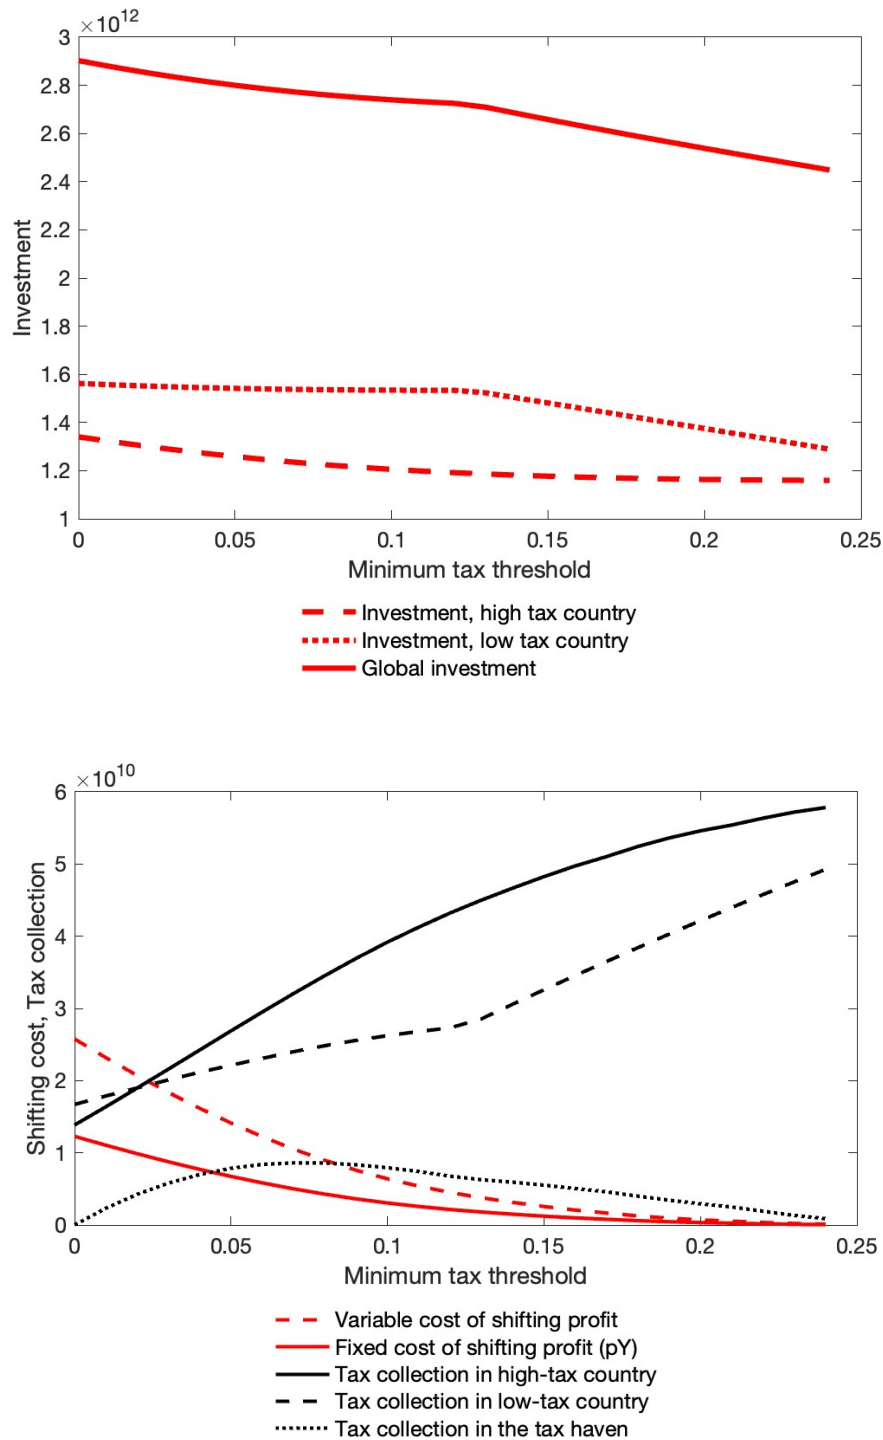 ×10^12
3
2.8
2.6
2.4
2.2
2
1.8
1.6
1.4
1.2
1
Investment
0 0.05 0.1 0.15 0.2 0.25
Minimum tax threshold
Investment, high tax country
Investment, low tax country
Global investment
×10^10
6
5
4
3
2
1
0
Shifting cost, Tax collection
0 0.05 0.1 0.15 0.2 0.25
Minimum tax threshold
Variable cost of shifting profit
Fixed cost of shifting profit (pY)
Tax collection in high-tax country
Tax collection in low-tax country
Tax collection in the tax haven